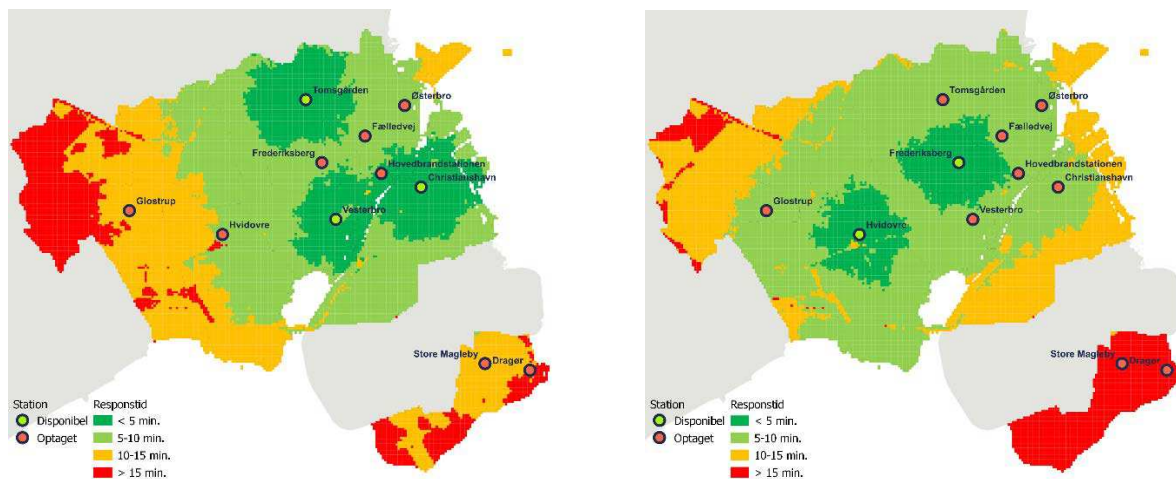 Tomsgården
Østerbro
Fælledvej
Frederiksberg
Hovedbrandstationen
Christianshavn
Glostrup
Vesterbro
Hvidovre
Store Magleby
Dragør
Station
Responstid
Disponibel
< 5 min.
Optaget
5-10 min.
10-15 min.
> 15 min.
Tomsgården
Østerbro
Fælledvej
Frederiksberg
Hovedbrandstationen
Christianshavn
Glostrup
Vesterbro
Hvidovre
Store Magleby
Dragør
Station
Responstid
Disponibel
< 5 min.
Optaget
5-10 min.
10-15 min.
> 15 min.